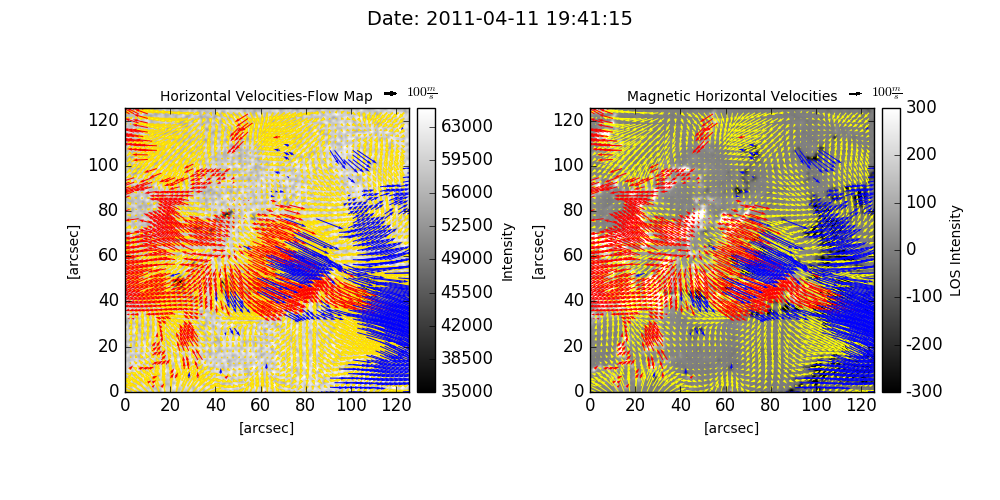 Date: 2011-04-11 19:41:15
Horizontal Velocities-Flow Map
100 m/s
Magnetic Horizontal Velocities
100 m/s
120
100
80
60
40
20
0
[arcsec]
0 20 40 60 80 100 120
[arcsec]
63000
59500
56000
52500
49000
45500
42000
38500
35000
Intensity
120
100
80
60
40
20
0
[arcsec]
0 20 40 60 80 100 120
[arcsec]
300
200
100
0
-100
-200
-300
LOS Intensity